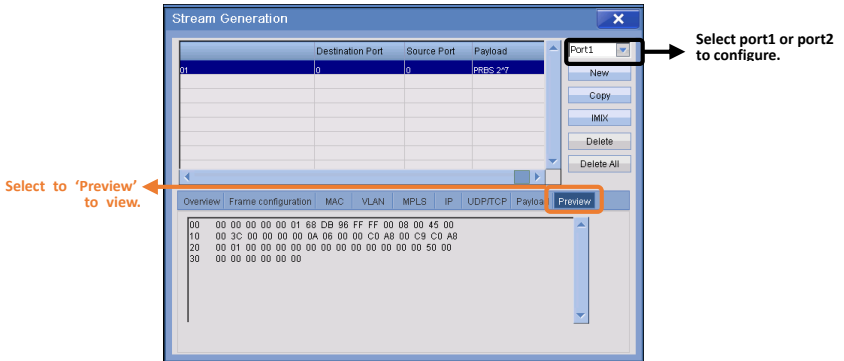 Stream Generation
X
Destination Port Source Port Payload
01 0 0 PRBS 2^7
Port1
New
Copy
IMIX
Delete
Delete All
Select port1 or port2
to configure.
Select to 'Preview'
to view.
Overview Frame configuration MAC VLAN MPLS IP UDP/TCP Payload Preview
00 00 00 00 00 00 01 68 DB 96 FF FF 00 08 00 45 00
10 00 3C 00 00 00 00 0A 06 00 00 C0 A8 00 C9 C0 A8
20 00 01 00 00 00 00 00 00 00 00 00 00 00 00 50 00
30 00 00 00 00 00 00